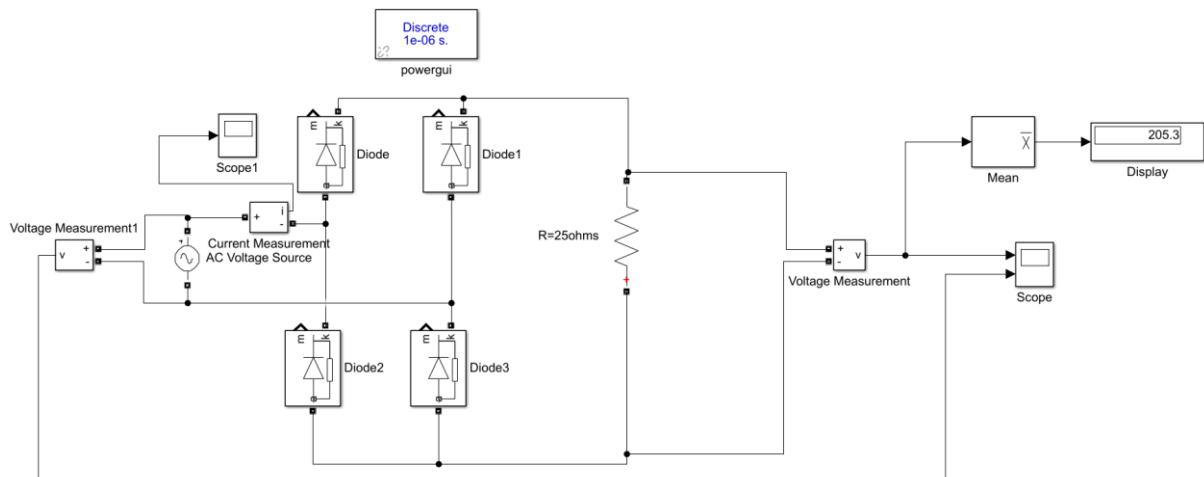 Discrete
1e-06 s.
powergui
m
k
a
Diode
m
k
a
Diode1
Scope1
205.3
Display
X
Mean
Voltage Measurement1
v
+
-
+
i
-
Current Measurement
AC Voltage Source
+
R=25ohms
+
+
-
v
Voltage Measurement
Scope
m
k
a
Diode2
m
k
a
Diode3